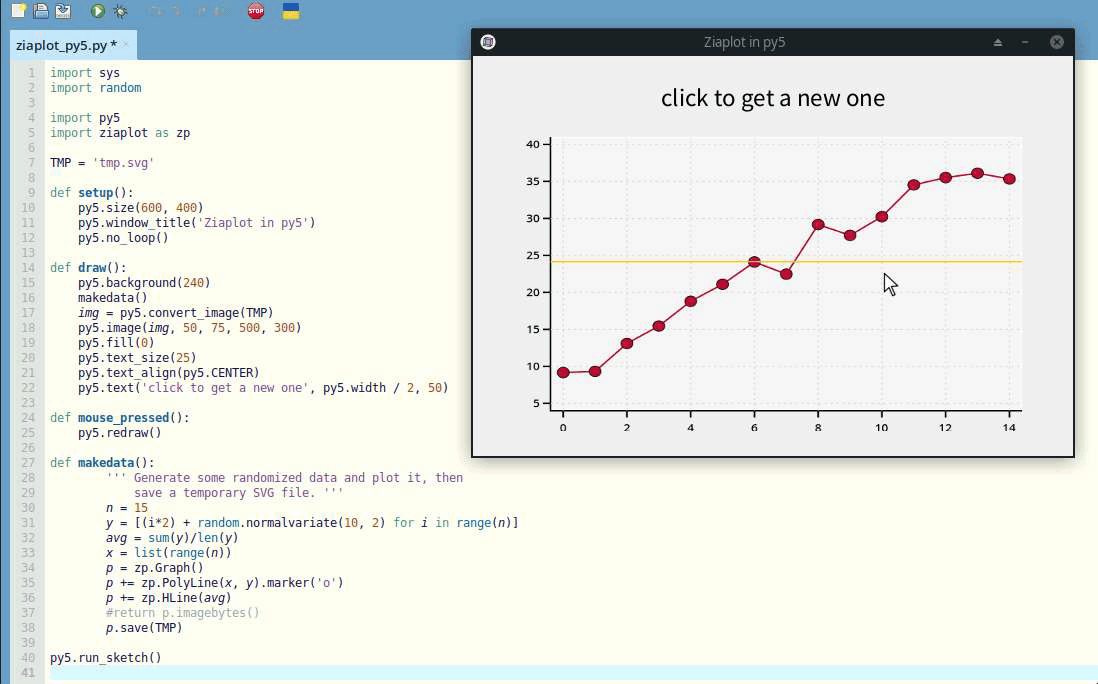 STOP
ziaplot_py5.py * ×
1 import sys
2 import random
3
4 import py5
5 import ziaplot as zp
6
7 TMP = 'tmp.svg'
8
9 def setup():
10     py5.size(600, 400)
11     py5.window_title('Ziaplot in py5')
12     py5.no_loop()
13
14 def draw():
15     py5.background(240)
16     makedata()
17     img = py5.convert_image(TMP)
18     py5.image(img, 50, 75, 500, 300)
19     py5.fill(0)
20     py5.text_size(25)
21     py5.text_align(py5.CENTER)
22     py5.text('click to get a new one', py5.width / 2, 50)
23
24 def mouse_pressed():
25     py5.redraw()
26
27 def makedata():
28         ''' Generate some randomized data and plot it, then
29             save a temporary SVG file. '''
30         n = 15
31         y = [(i*2) + random.normalvariate(10, 2) for i in range(n)]
32         avg = sum(y)/len(y)
33         x = list(range(n))
34         p = zp.Graph()
35         p += zp.PolyLine(x, y).marker('o')
36         p += zp.HLine(avg)
37         #return p.imagebytes()
38         p.save(TMP)
39
40 py5.run_sketch()
41
Ziaplot in py5
click to get a new one
40
35
30
25
20
15
10
5
0 2 4 6 8 10 12 14